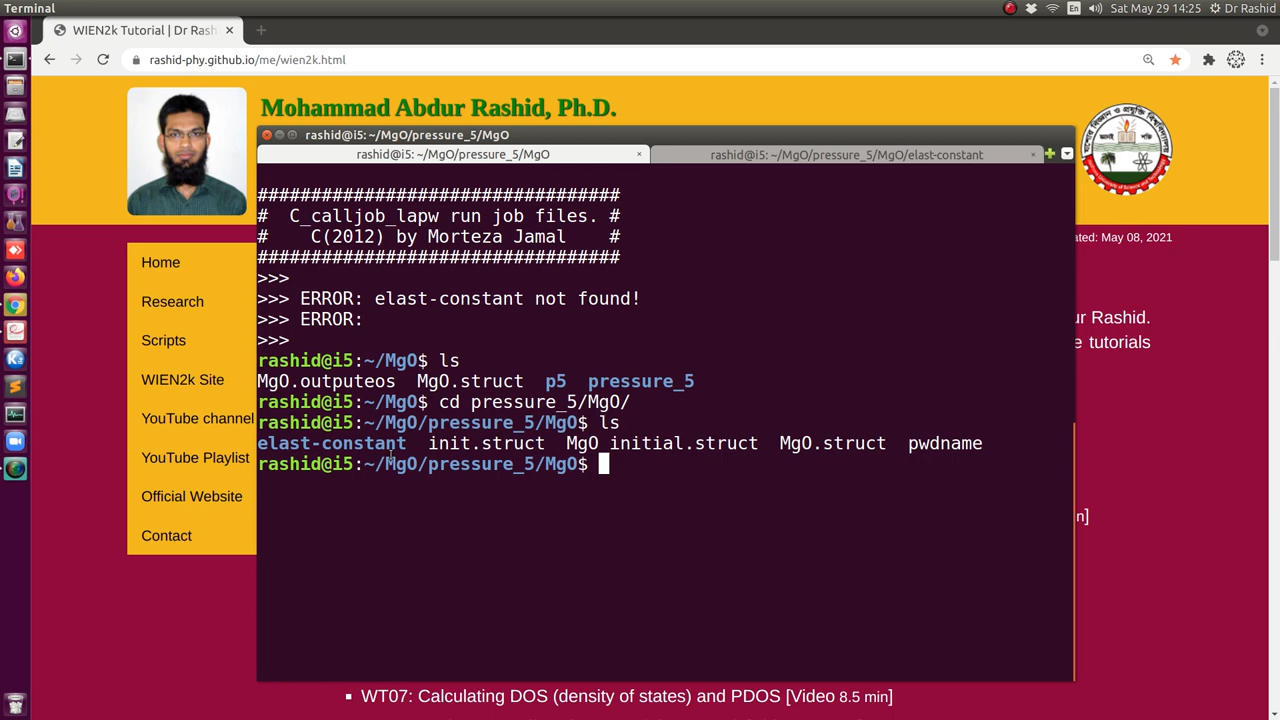 Terminal
En
Sat May 29 14:25
Dr Rashid
WIEN2k Tutorial | Dr Rash
rashid-phy.github.io/me/wien2k.html
Mohammad Abdur Rashid, Ph.D.
rashid@i5: ~/MgO/pressure_5/MgO
rashid@i5: ~/MgO/pressure_5/MgO
rashid@i5: ~/MgO/pressure_5/MgO/elast-constant
##################################
# C_calljob_lapw run job files. #
# C(2012) by Morteza Jamal #
##################################
>>>
>>> ERROR: elast-constant not found!
>>> ERROR:
>>>
rashid@i5:~/MgO$ ls
MgO.outputeos MgO.struct p5 pressure_5
rashid@i5:~/MgO$ cd pressure_5/MgO/
rashid@i5:~/MgO/pressure_5/MgO$ ls
elast-constant init.struct MgO_initial.struct MgO.struct pwdname
rashid@i5:~/MgO/pressure_5/MgO$
Home
Research
Scripts
WIEN2k Site
YouTube channel
YouTube Playlist
Official Website
Contact
ated: May 08, 2021
ur Rashid.
e tutorials
n]
WT07: Calculating DOS (density of states) and PDOS [Video 8.5 min]